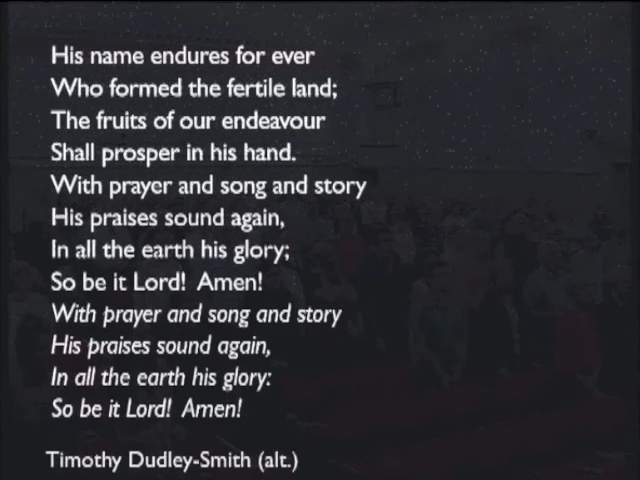 His name endures for ever
Who formed the fertile land;
The fruits of our endeavour
Shall prosper in his hand.
With prayer and song and story
His praises sound again,
In all the earth his glory;
So be it Lord!  Amen!
With prayer and song and story
His praises sound again,
In all the earth his glory:
So be it Lord!  Amen!
Timothy Dudley-Smith (alt.)